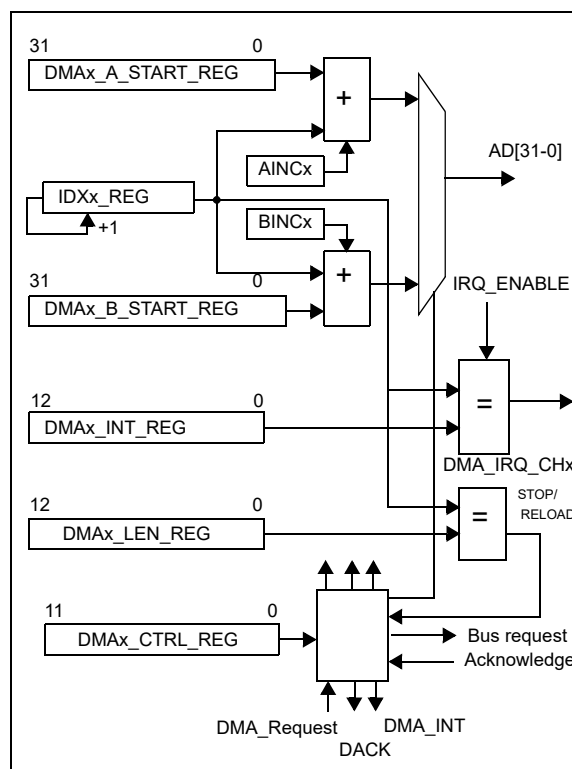 31 0
DMAx_A_START_REG
+
AINCx
AD[31-0]
IDXx_REG
+1
BINCx
31 0
DMAx_B_START_REG
+
IRQ_ENABLE
12 0
DMAx_INT_REG
=
DMA_IRQ_CHx
12 0
DMAx_LEN_REG
=
STOP/
RELOAD
11 0
DMAx_CTRL_REG
Bus request
Acknowledge
DMA_Request
DMA_INT
DACK